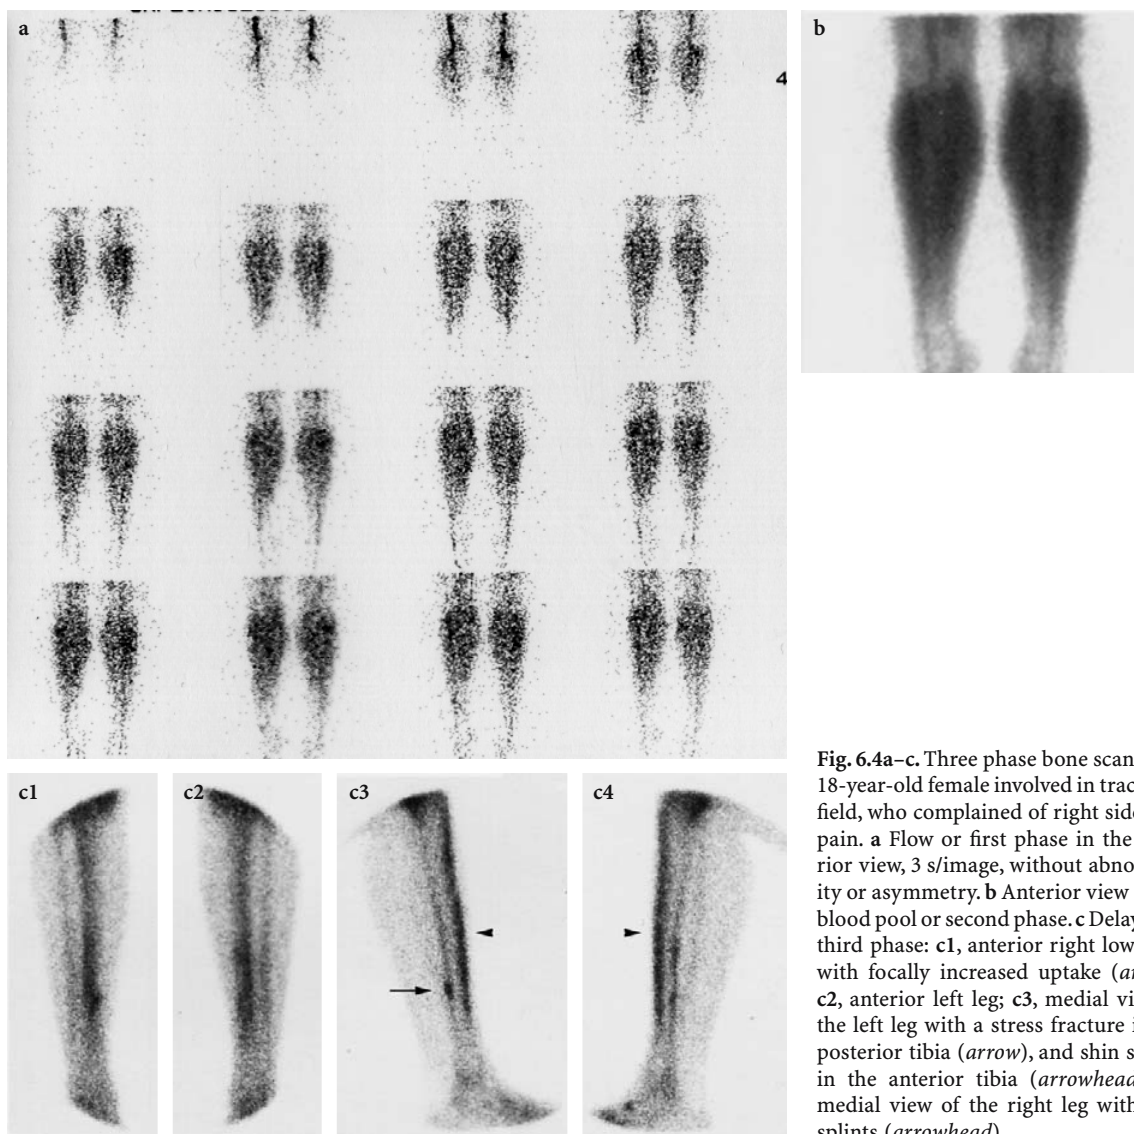 a
b
4
c1
c2
c3
c4
Fig. 6.4a–c. Three phase bone scan
18-year-old female involved in trac
field, who complained of right side
pain. a Flow or first phase in the
rior view, 3 s/image, without abno
ity or asymmetry. b Anterior view
blood pool or second phase. c Delay
third phase: c1, anterior right low
with focally increased uptake (a
c2, anterior left leg; c3, medial vi
the left leg with a stress fracture i
posterior tibia (arrow), and shin s
in the anterior tibia (arrowhead
medial view of the right leg with
splints (arrowhead)